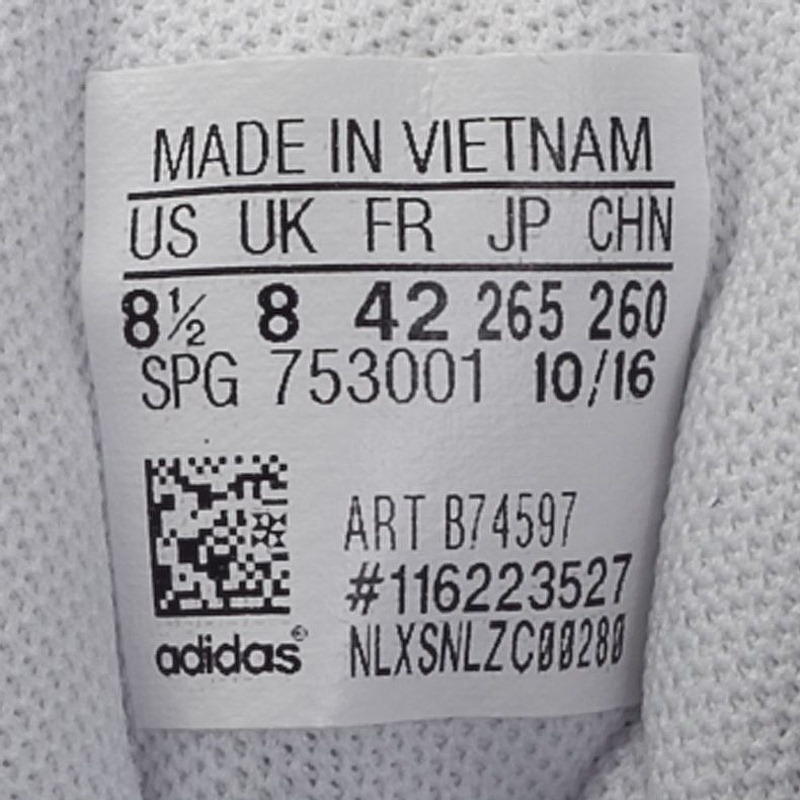 MADE IN VIETNAM
US UK FR JP CHN
8½ 8 42 265 260
SPG 753001 10/16
ART B74597
#116223527
NLXSNLZC00280
adidas®